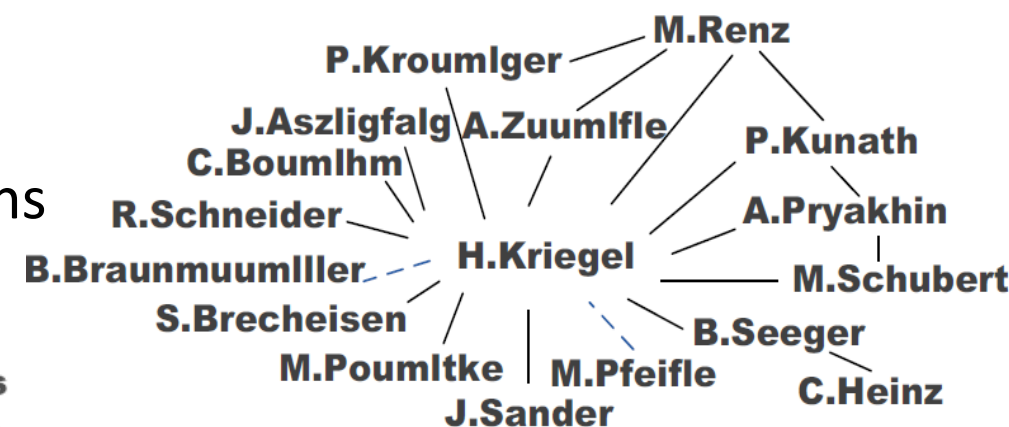 M.Renz
P.Kroumlger
J.Aszligfalg
A.Zuumlfle
P.Kunath
C.Boumlhm
R.Schneider
A.Pryakhin
H.Kriegel
B.Braunmuumlller
M.Schubert
S.Brecheisen
B.Seeger
M.Poumltke
M.Pfeifle
C.Heinz
J.Sander